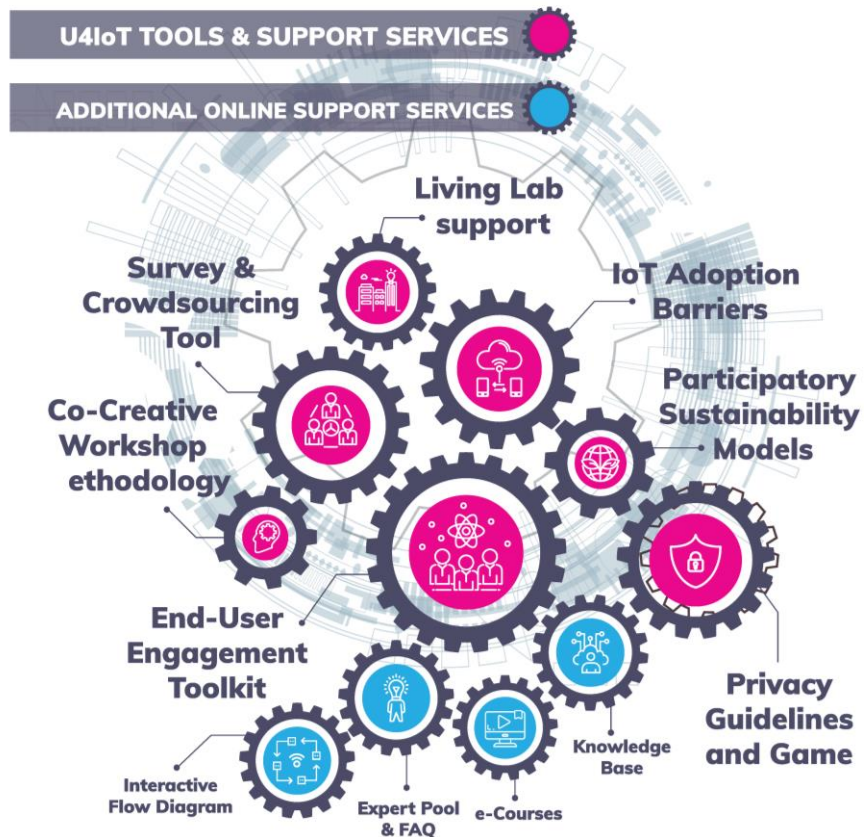 U4IoT TOOLS & SUPPORT SERVICES
ADDITIONAL ONLINE SUPPORT SERVICES
Living Lab
support
Survey &
Crowdsourcing
Tool
IoT Adoption
Barriers
Participatory
Sustainability
Models
Co-Creative
Workshop
ethodology
End-User
Engagement
Toolkit
Privacy
Guidelines
and Game
Knowledge
Base
Interactive
Flow Diagram
Expert Pool
& FAQ
e-Courses